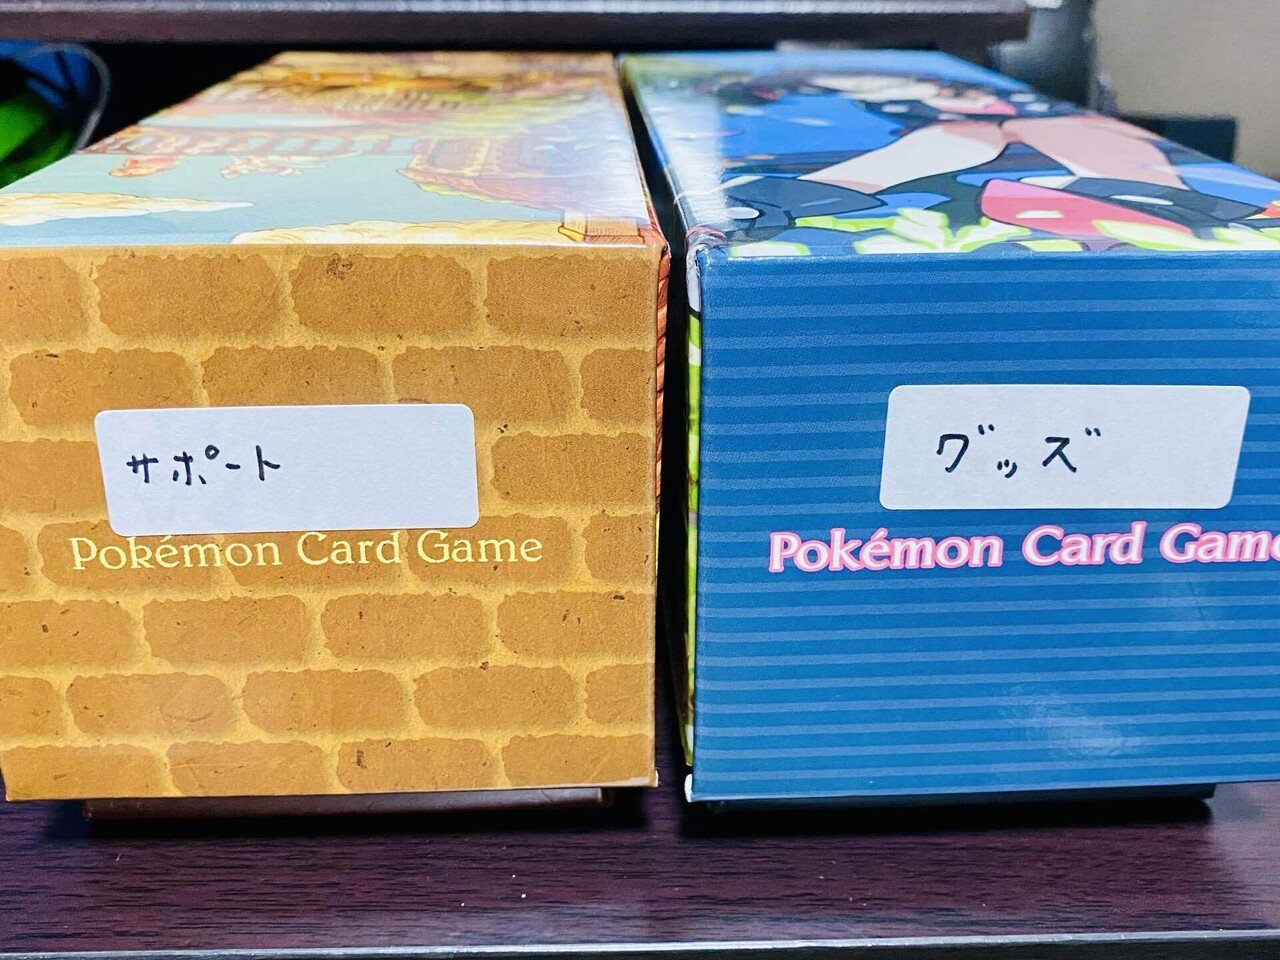 サポート
Pokémon Card Game
グッズ
Pokémon Card Game